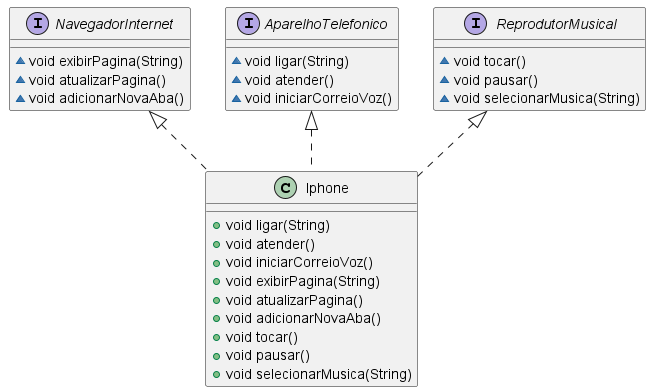 I NavegadorInternet
void exibirPagina(String)
void atualizarPagina()
void adicionarNovaAba()
I AparelhoTelefonico
void ligar(String)
void atender()
void iniciarCorreioVoz()
I ReprodutorMusical
void tocar()
void pausar()
void selecionarMusica(String)
C Iphone
void ligar(String)
void atender()
void iniciarCorreioVoz()
void exibirPagina(String)
void atualizarPagina()
void adicionarNovaAba()
void tocar()
void pausar()
void selecionarMusica(String)